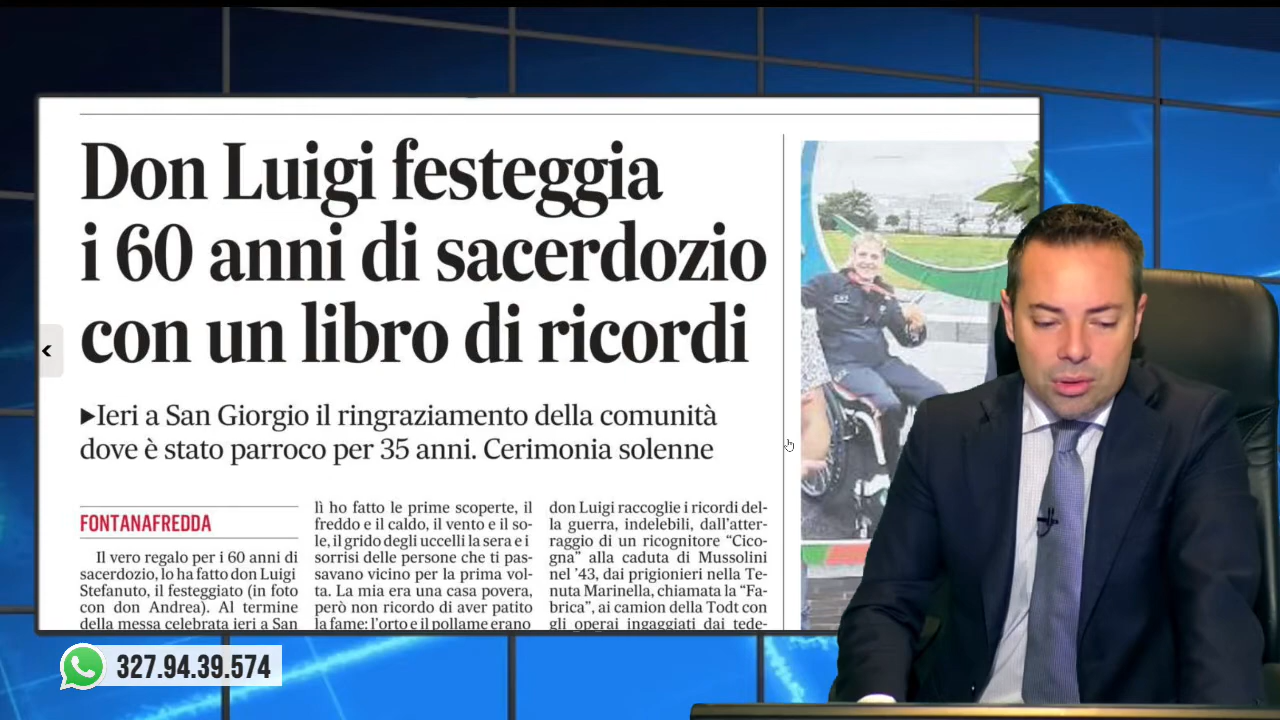 Don Luigi festeggia
i 60 anni di sacerdozio
con un libro di ricordi
▶Ieri a San Giorgio il ringraziamento della comunità
dove è stato parroco per 35 anni. Cerimonia solenne
FONTANAFREDDA
Il vero regalo per i 60 anni di
sacerdozio, lo ha fatto don Luigi
Stefanuto, il festeggiato (in foto
con don Andrea). Al termine
della messa celebrata ieri a San
lì ho fatto le prime scoperte, il
freddo e il caldo, il vento e il so-
le, il grido degli uccelli la sera e i
sorrisi delle persone che ti pas-
savano vicino per la prima vol-
ta. La mia era una casa povera,
però non ricordo di aver patito
la fame: l'orto e il pollame erano
don Luigi raccoglie i ricordi del-
la guerra, indelebili, dall'atter-
raggio di un ricognitore “Cico-
gna” alla caduta di Mussolini
nel ’43, dai prigionieri nella Te-
nuta Marinella, chiamata la “Fa-
brica”, ai camion della Todt con
gli operai ingaggiati dai tede-
EA7
327.94.39.574